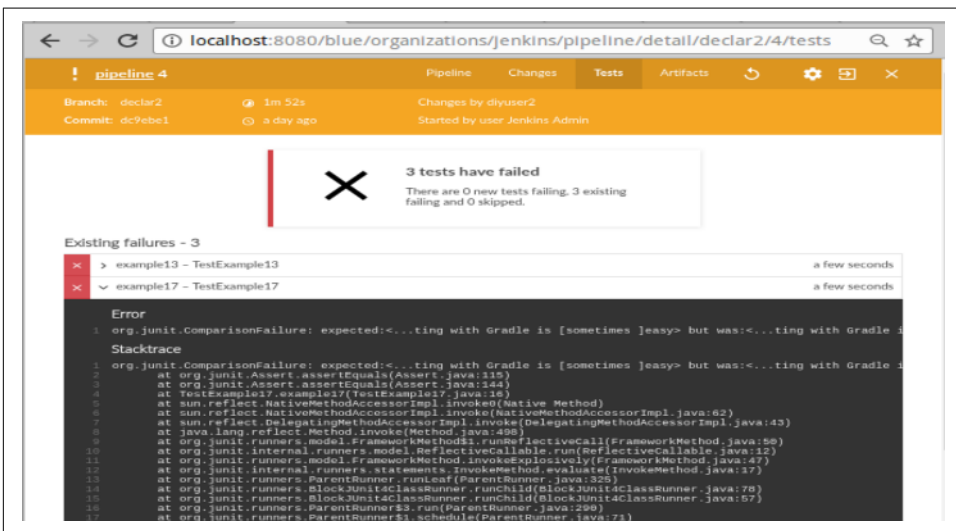 localhost:8080/blue/organizations/jenkins/pipeline/detail/declar2/4/tests
! pipeline 4 Pipeline Changes Tests Artifacts
Branch: declar2 1m 52s Changes by diyuser2
Commit: dc9ebe1 a day ago Started by user Jenkins Admin
3 tests have failed
There are 0 new tests failing, 3 existing
failing and 0 skipped.
Existing failures - 3
example13 – TestExample13 a few seconds
example17 – TestExample17 a few seconds
Error
1 org.junit.ComparisonFailure: expected:<...ting with Gradle is [sometimes ]easy> but was:<...ting with Gradle i
Stacktrace
1 org.junit.ComparisonFailure: expected:<...ting with Gradle is [sometimes ]easy> but was:<...ting with Gradle i
2 at org.junit.Assert.assertEquals(Assert.java:115)
3 at org.junit.Assert.assertEquals(Assert.java:144)
4 at TestExample17.example17(TestExample17.java:16)
5 at sun.reflect.NativeMethodAccessorImpl.invoke0(Native Method)
6 at sun.reflect.NativeMethodAccessorImpl.invoke(NativeMethodAccessorImpl.java:62)
7 at sun.reflect.DelegatingMethodAccessorImpl.invoke(DelegatingMethodAccessorImpl.java:43)
8 at java.lang.reflect.Method.invoke(Method.java:498)
9 at org.junit.runners.model.FrameworkMethod$1.runReflectiveCall(FrameworkMethod.java:50)
10 at org.junit.internal.runners.model.ReflectiveCallable.run(ReflectiveCallable.java:12)
11 at org.junit.runners.model.FrameworkMethod.invokeExplosively(FrameworkMethod.java:47)
12 at org.junit.internal.runners.statements.InvokeMethod.evaluate(InvokeMethod.java:17)
13 at org.junit.runners.ParentRunner.runLeaf(ParentRunner.java:325)
14 at org.junit.runners.BlockJUnit4ClassRunner.runChild(BlockJUnit4ClassRunner.java:78)
15 at org.junit.runners.BlockJUnit4ClassRunner.runChild(BlockJUnit4ClassRunner.java:57)
16 at org.junit.runners.ParentRunner$3.run(ParentRunner.java:290)
17 at org.junit.runners.ParentRunner$1.schedule(ParentRunner.java:71)